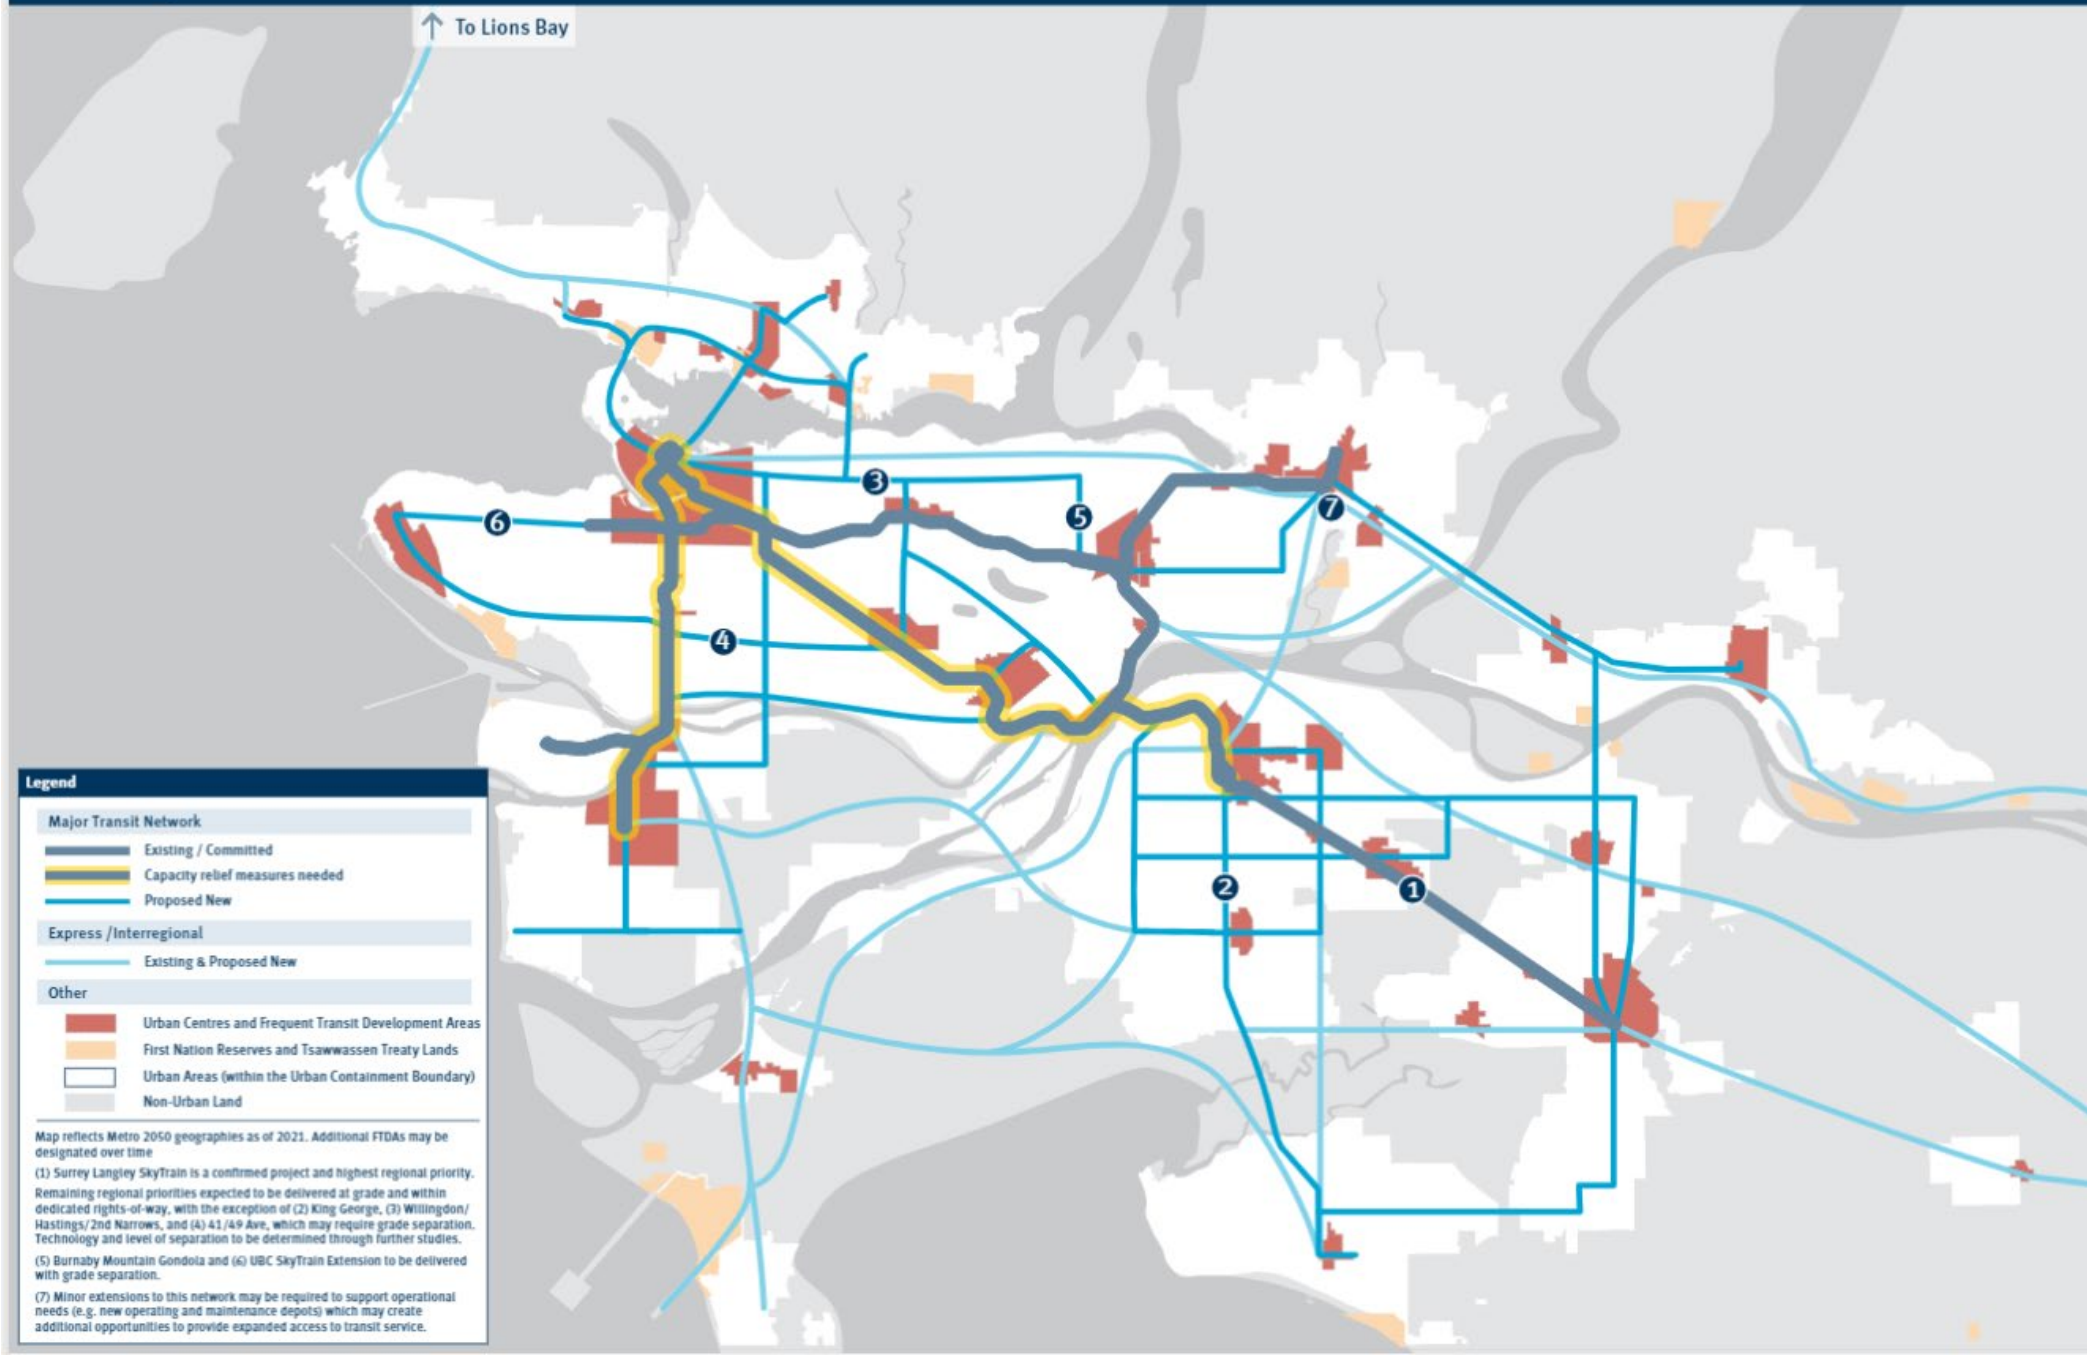 To Lions Bay
3
5
6
7
4
2
1
Legend
Major Transit Network
Existing / Committed
Capacity relief measures needed
Proposed New
Express /Interregional
Existing & Proposed New
Other
Urban Centres and Frequent Transit Development Areas
First Nation Reserves and Tsawwassen Treaty Lands
Urban Areas (within the Urban Containment Boundary)
Non-Urban Land
Map reflects Metro 2050 geographies as of 2021. Additional FTDAs may be
designated over time
(1) Surrey Langley SkyTrain is a confirmed project and highest regional priority.
Remaining regional priorities expected to be delivered at grade and within
dedicated rights-of-way, with the exception of (2) King George, (3) Willingdon/
Hastings/2nd Narrows, and (4) 41/49 Ave, which may require grade separation.
Technology and level of separation to be determined through further studies.
(5) Burnaby Mountain Gondola and (6) UBC SkyTrain Extension to be delivered
with grade separation.
(7) Minor extensions to this network may be required to support operational
needs (e.g. new operating and maintenance depots) which may create
additional opportunities to provide expanded access to transit service.